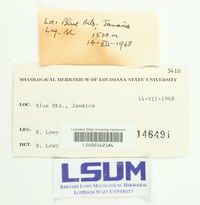 Loc. Blue Mts. Jamaica
Leg. BL
1500 m
14-VII-1968
5410
MYCOLOGICAL HERBARIUM OF LOUISIANA STATE UNIVERSITY
LOC. Blue Mts., Jamaica
14-VII-1968
LEG. B. Lowy
Louisiana State University Herbarium
146491
DET. B. Lowy
LSUM
BERNARD LOWY MYCOLOGICAL HERBARIUM
LOUISIANA STATE UNIVERSITY